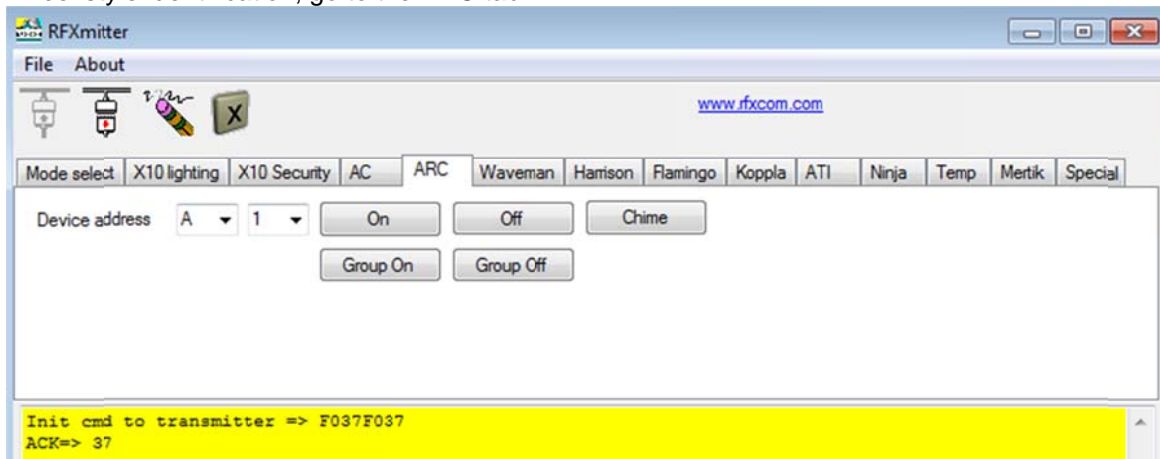 RFXmitter
File About
www.rfxcom.com
Mode select X10 lighting X10 Security AC ARC Waveman Harrison Flamingo Koppla ATI Ninja Temp Mertik Special
Device address A 1 On Off Chime
Group On Group Off
Init cmd to transmitter => F037F037
ACK=> 37